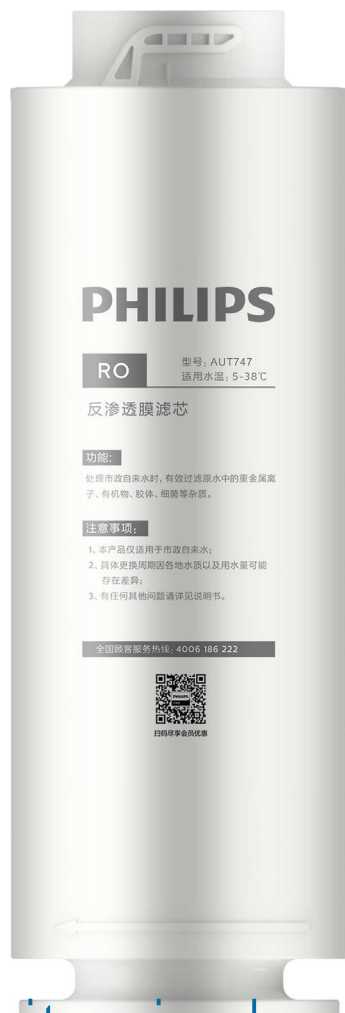 PHILIPS
RO
型号: AUT747
适用水温: 5-38℃
反渗透膜滤芯
功能:
处理市政自来水时, 有效过滤原水中的重金属离
子、有机物、胶体、细菌等杂质。
注意事项:
1、本产品仅适用于市政自来水;
2、具体更换周期因各地水质以及用水量可能
存在差异;
3、有任何其他问题请详见说明书。
全国顾客服务热线: 4006 186 222
扫码尽享会员优惠